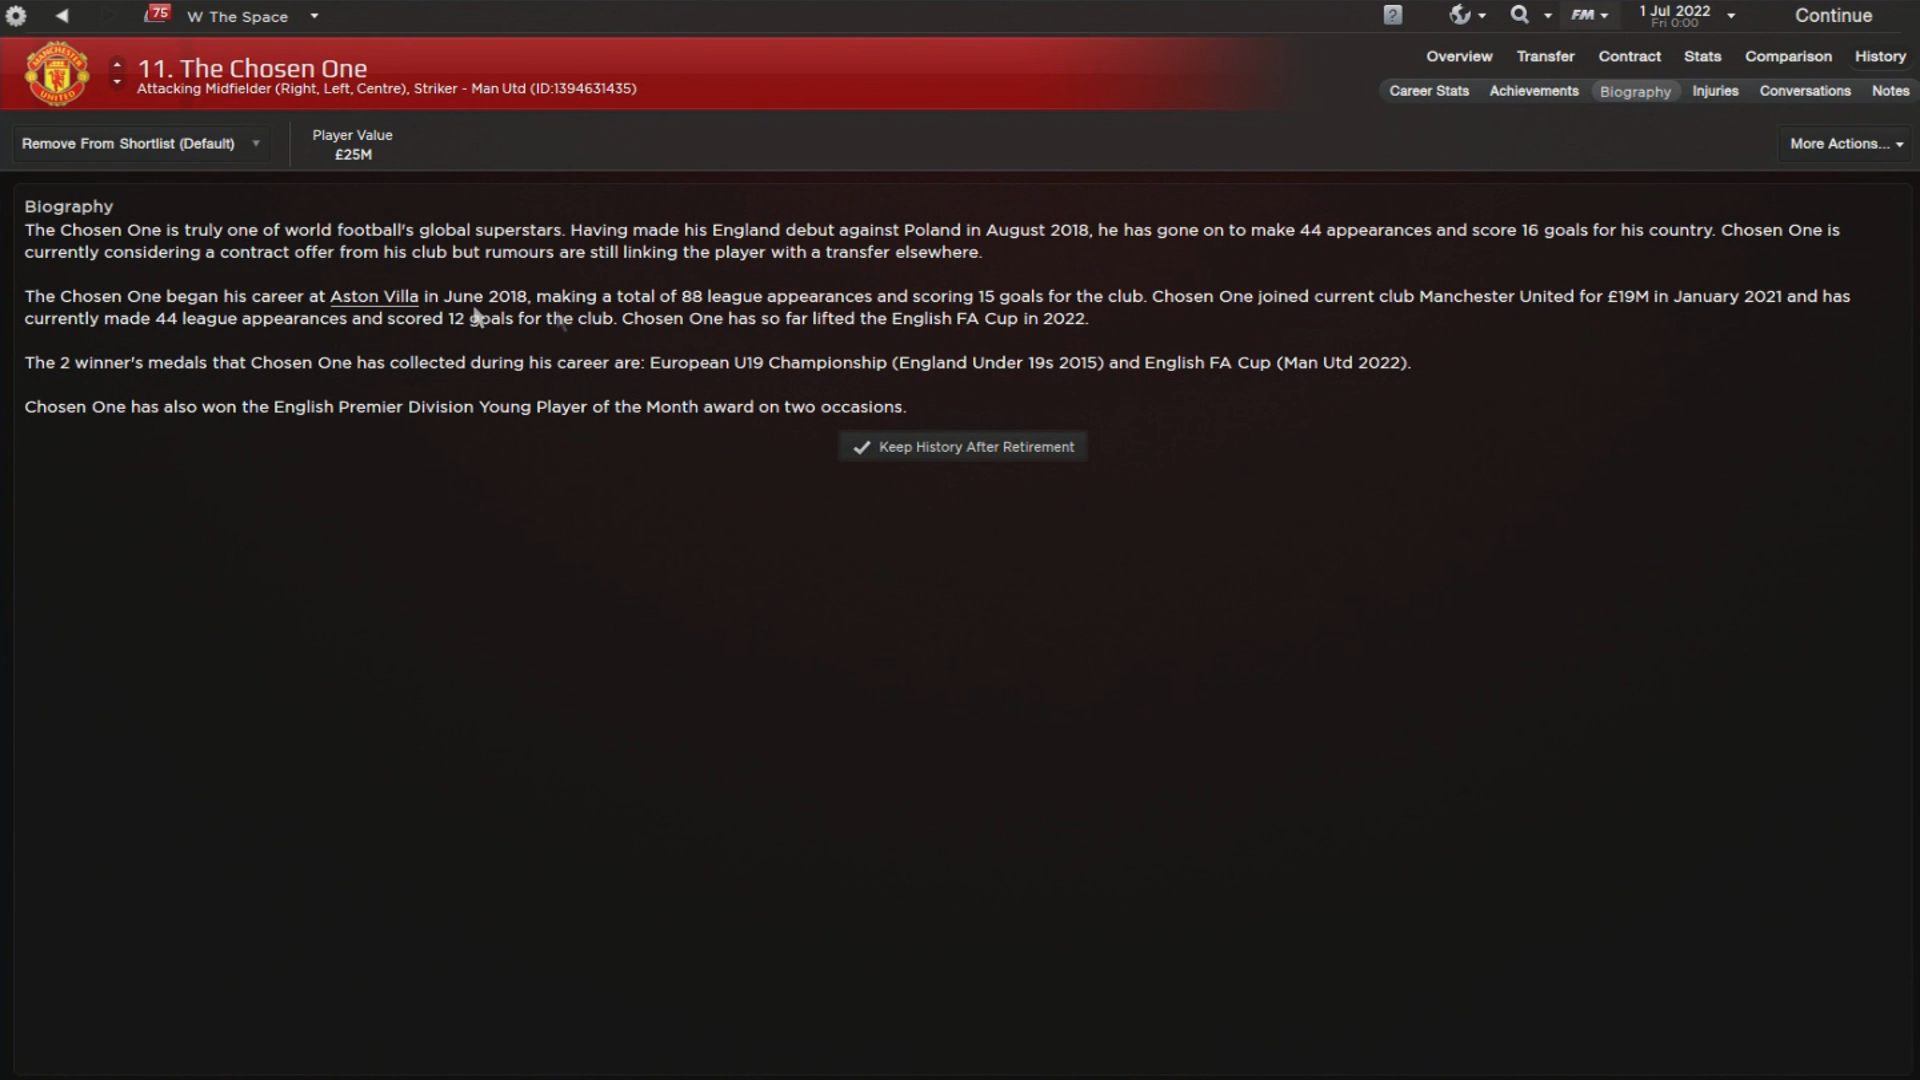 75
W The Space
?
FM
1 Jul 2022
Fri 0:00
Continue
MANCHESTER
UNITED
11. The Chosen One
Attacking Midfielder (Right, Left, Centre), Striker - Man Utd (ID:1394631435)
Overview Transfer Contract Stats Comparison History
Career Stats Achievements Biography Injuries Conversations Notes
Remove From Shortlist (Default)
Player Value
£25M
More Actions...
Biography
The Chosen One is truly one of world football's global superstars. Having made his England debut against Poland in August 2018, he has gone on to make 44 appearances and score 16 goals for his country. Chosen One is
currently considering a contract offer from his club but rumours are still linking the player with a transfer elsewhere.
The Chosen One began his career at Aston Villa in June 2018, making a total of 88 league appearances and scoring 15 goals for the club. Chosen One joined current club Manchester United for £19M in January 2021 and has
currently made 44 league appearances and scored 12 goals for the club. Chosen One has so far lifted the English FA Cup in 2022.
The 2 winner's medals that Chosen One has collected during his career are: European U19 Championship (England Under 19s 2015) and English FA Cup (Man Utd 2022).
Chosen One has also won the English Premier Division Young Player of the Month award on two occasions.
Keep History After Retirement